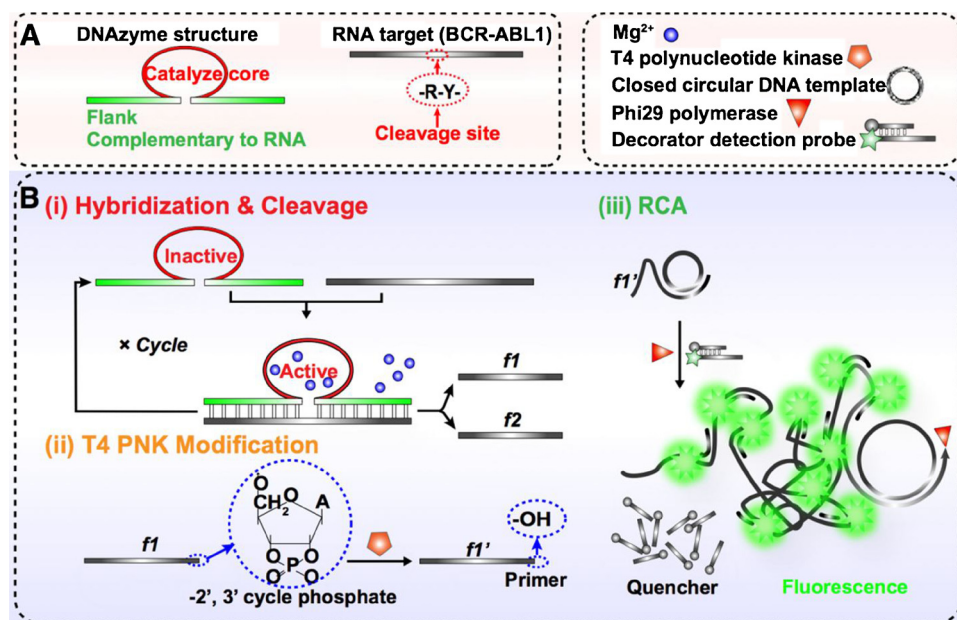 A
DNAzyme structure
Catalyze core
Flank
Complementary to RNA
RNA target (BCR-ABL1)
-R-Y-
Cleavage site
Mg²⁺
T4 polynucleotide kinase
Closed circular DNA template
Phi29 polymerase
Decorator detection probe
B
(i) Hybridization & Cleavage
Inactive
× Cycle
Active
f1
f2
(ii) T4 PNK Modification
f1
O
CH2
O
A
O
O
P
O
O
-2', 3' cycle phosphate
f1'
-OH
Primer
(iii) RCA
f1'
Quencher
Fluorescence